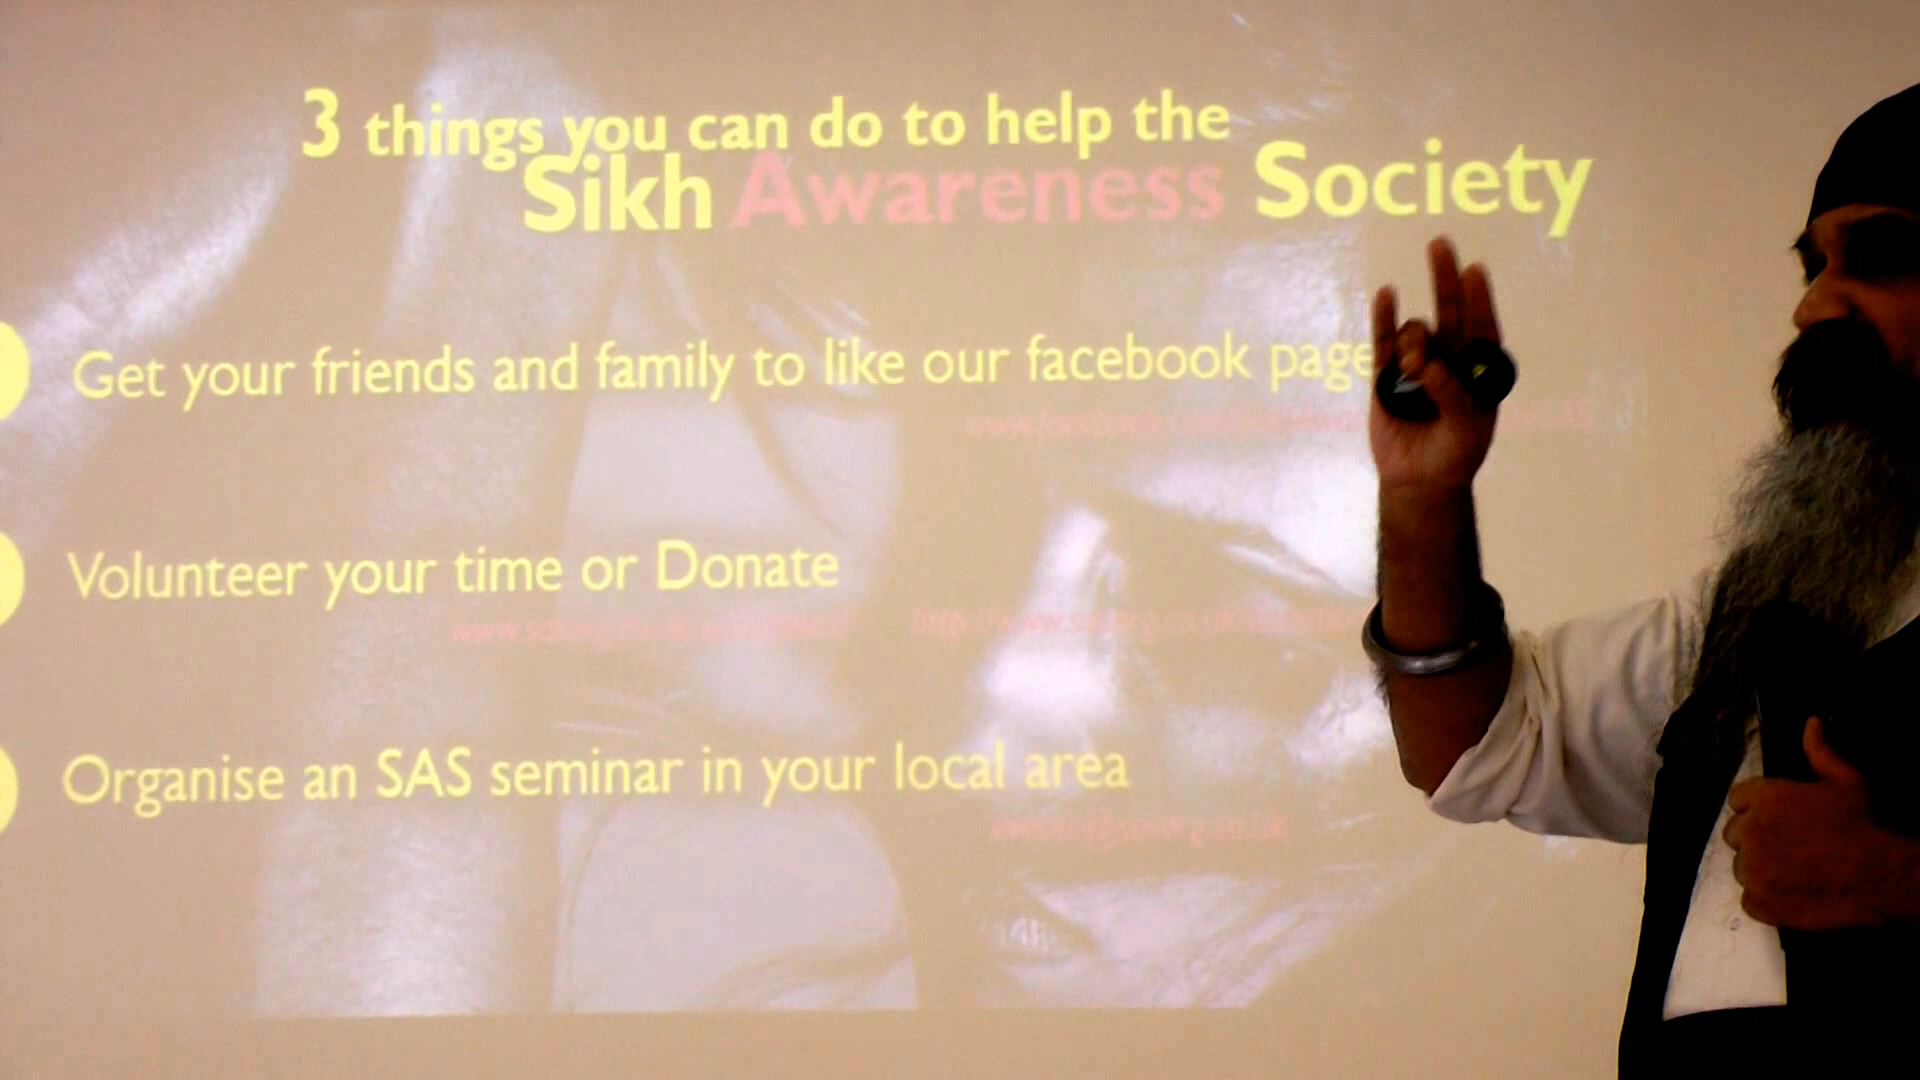 3 things you can do to help the
Sikh Awareness Society
Get your friends and family to like our facebook page
Volunteer your time or Donate
Organise an SAS seminar in your local area